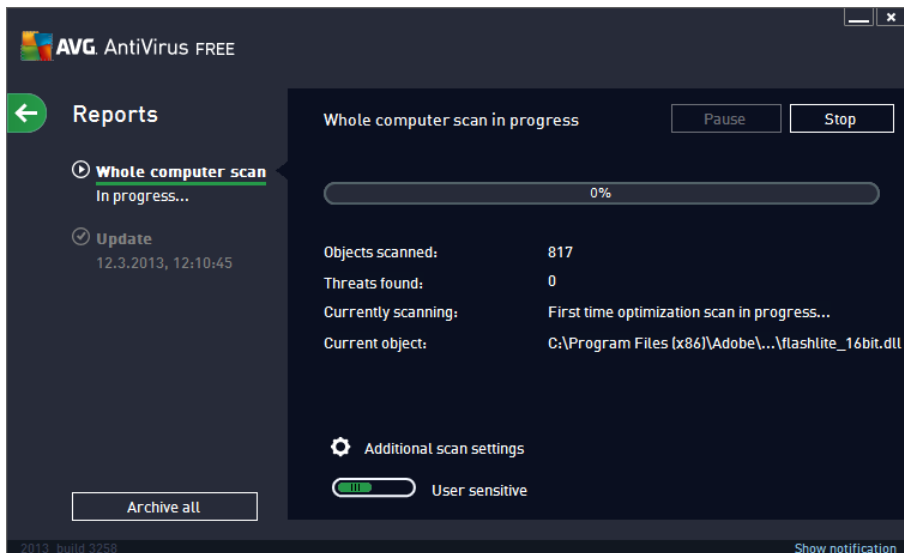 AVG. AntiVirus FREE
Reports
Whole computer scan
In progress...
Update
12.3.2013, 12:10:45
Archive all
Whole computer scan in progress
Pause
Stop
0%
Objects scanned: 817
Threats found: 0
Currently scanning: First time optimization scan in progress...
Current object: C:\Program Files (x86)\Adobe\...\flashlite_16bit.dll
Additional scan settings
User sensitive
2013 build 3258
Show notification